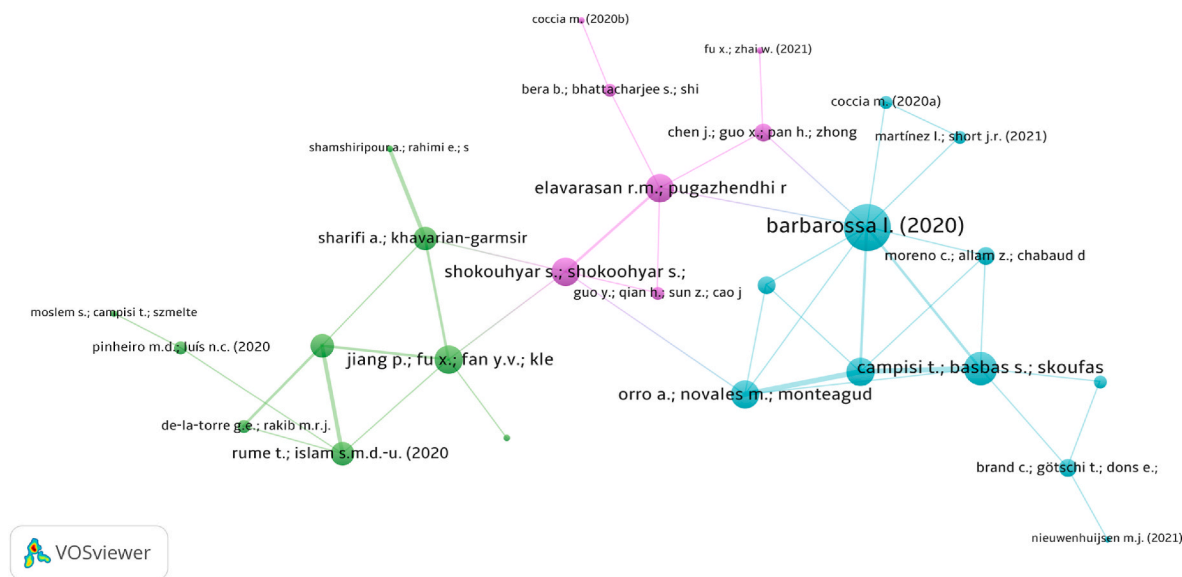 coccia m. (2020b)
fu x.; zhai w. (2021)
bera b.; bhattacharjee s.; shi
coccia m. (2020a)
chen j.; guo x.; pan h.; zhong
martínez l.; short j.r. (2021)
shamshiripour a.; rahimi e.; s
elavarasan r.m.; pugazhendhi r
barbarossa l. (2020)
sharifi a.; khavarian-garmsir
moreno c.; allam z.; chabaud d
shokouhyar s.; shokoohyar s.;
guo y.; qian h.; sun z.; cao j
moslem s.; campisi t.; szmelte
pinheiro m.d.; luís n.c. (2020
jiang p.; fu x.; fan y.v.; kle
campisi t.; basbas s.; skoufas
orro a.; novales m.; monteagud
de-la-torre g.e.; rakib m.r.j.
rume t.; islam s.m.d.-u. (2020
brand c.; götschi t.; dons e.;
nieuwenhuijsen m.j. (2021)
VOSviewer